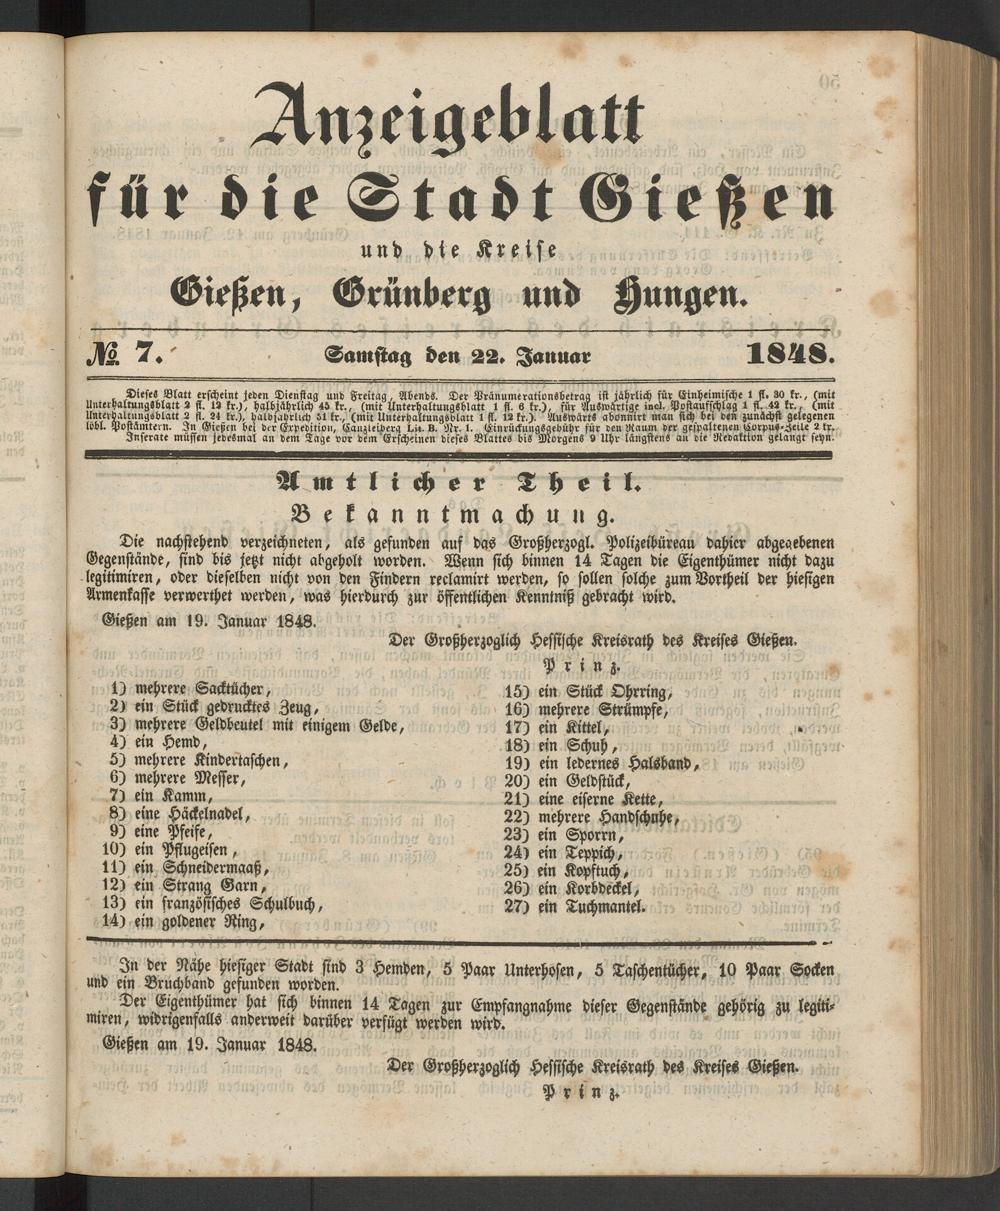 Anzeigeblatt
für die Stadt Gießen
und die Kreise
Gießen, Grünberg und Hungen.
№ 7. Samstag den 22. Januar 1848.
Dieses Blatt erscheint jeden Dienstag und Freitag, Abends. Der Pränumerationsbetrag ist jährlich für Einheimische 1 fl. 30 kr., (mit
Unterhaltungsblatt 2 fl. 12 kr.), halbjährlich 45 kr., (mit Unterhaltungsblatt 1 fl. 6 kr.), für Auswärtige incl. Postaufschlag 1 fl. 42 kr., (mit
Unterhaltungsblatt 2 fl. 24 kr.), halbjährlich 51 kr., (mit Unterhaltungsblatt 1 fl. 12 kr.). Auswärts abonnirt man sich bei den zunächst gelegenen
löbl. Postämtern. In Gießen bei der Expedition, Canzleiberg Lit. B. Nr. 1. Einrückungsgebühr für den Raum der gespaltenen Corpus-Zeile 2 kr.
Inserate müssen jedesmal an dem Tage vor dem Erscheinen dieses Blattes bis Morgens 9 Uhr längstens an die Redaktion gelangt seyn.
Amtlicher Theil.
Bekanntmachung.
Die nachstehend verzeichneten, als gefunden auf das Großherzogl. Polizeibüreau dahier abgegebenen
Gegenstände, sind bis jetzt nicht abgeholt worden. Wenn sich binnen 14 Tagen die Eigenthümer nicht dazu
legitimiren, oder dieselben nicht von den Findern reclamirt werden, so sollen solche zum Vortheil der hiesigen
Armenkasse verwerthet werden, was hierdurch zur öffentlichen Kenntniß gebracht wird.
Gießen am 19. Januar 1848.
Der Großherzoglich Hessische Kreisrath des Kreises Gießen.
Prinz.
1) mehrere Sacktücher,
2) ein Stück gedrucktes Zeug,
3) mehrere Geldbeutel mit einigem Gelde,
4) ein Hemd,
5) mehrere Kindertaschen,
6) mehrere Messer,
7) ein Kamm,
8) eine Häckelnadel,
9) eine Pfeife,
10) ein Pflugeisen,
11) ein Schneidermaaß,
12) ein Strang Garn,
13) ein französisches Schulbuch,
14) ein goldener Ring,
15) ein Stück Ohrring,
16) mehrere Strümpfe,
17) ein Kittel,
18) ein Schuh,
19) ein ledernes Halsband,
20) ein Geldstück,
21) eine eiserne Kette,
22) mehrere Handschuhe,
23) ein Sporrn,
24) ein Teppich,
25) ein Kopftuch,
26) ein Korbdeckel,
27) ein Tuchmantel.
In der Nähe hiesiger Stadt sind 3 Hemden, 5 Paar Unterhosen, 5 Taschentücher, 10 Paar Socken
und ein Bruchband gefunden worden.
Der Eigenthümer hat sich binnen 14 Tagen zur Empfangnahme dieser Gegenstände gehörig zu legiti-
miren, widrigenfalls anderweit darüber verfügt werden wird.
Gießen am 19. Januar 1848.
Der Großherzoglich Hessische Kreisrath des Kreises Gießen.
Prinz.